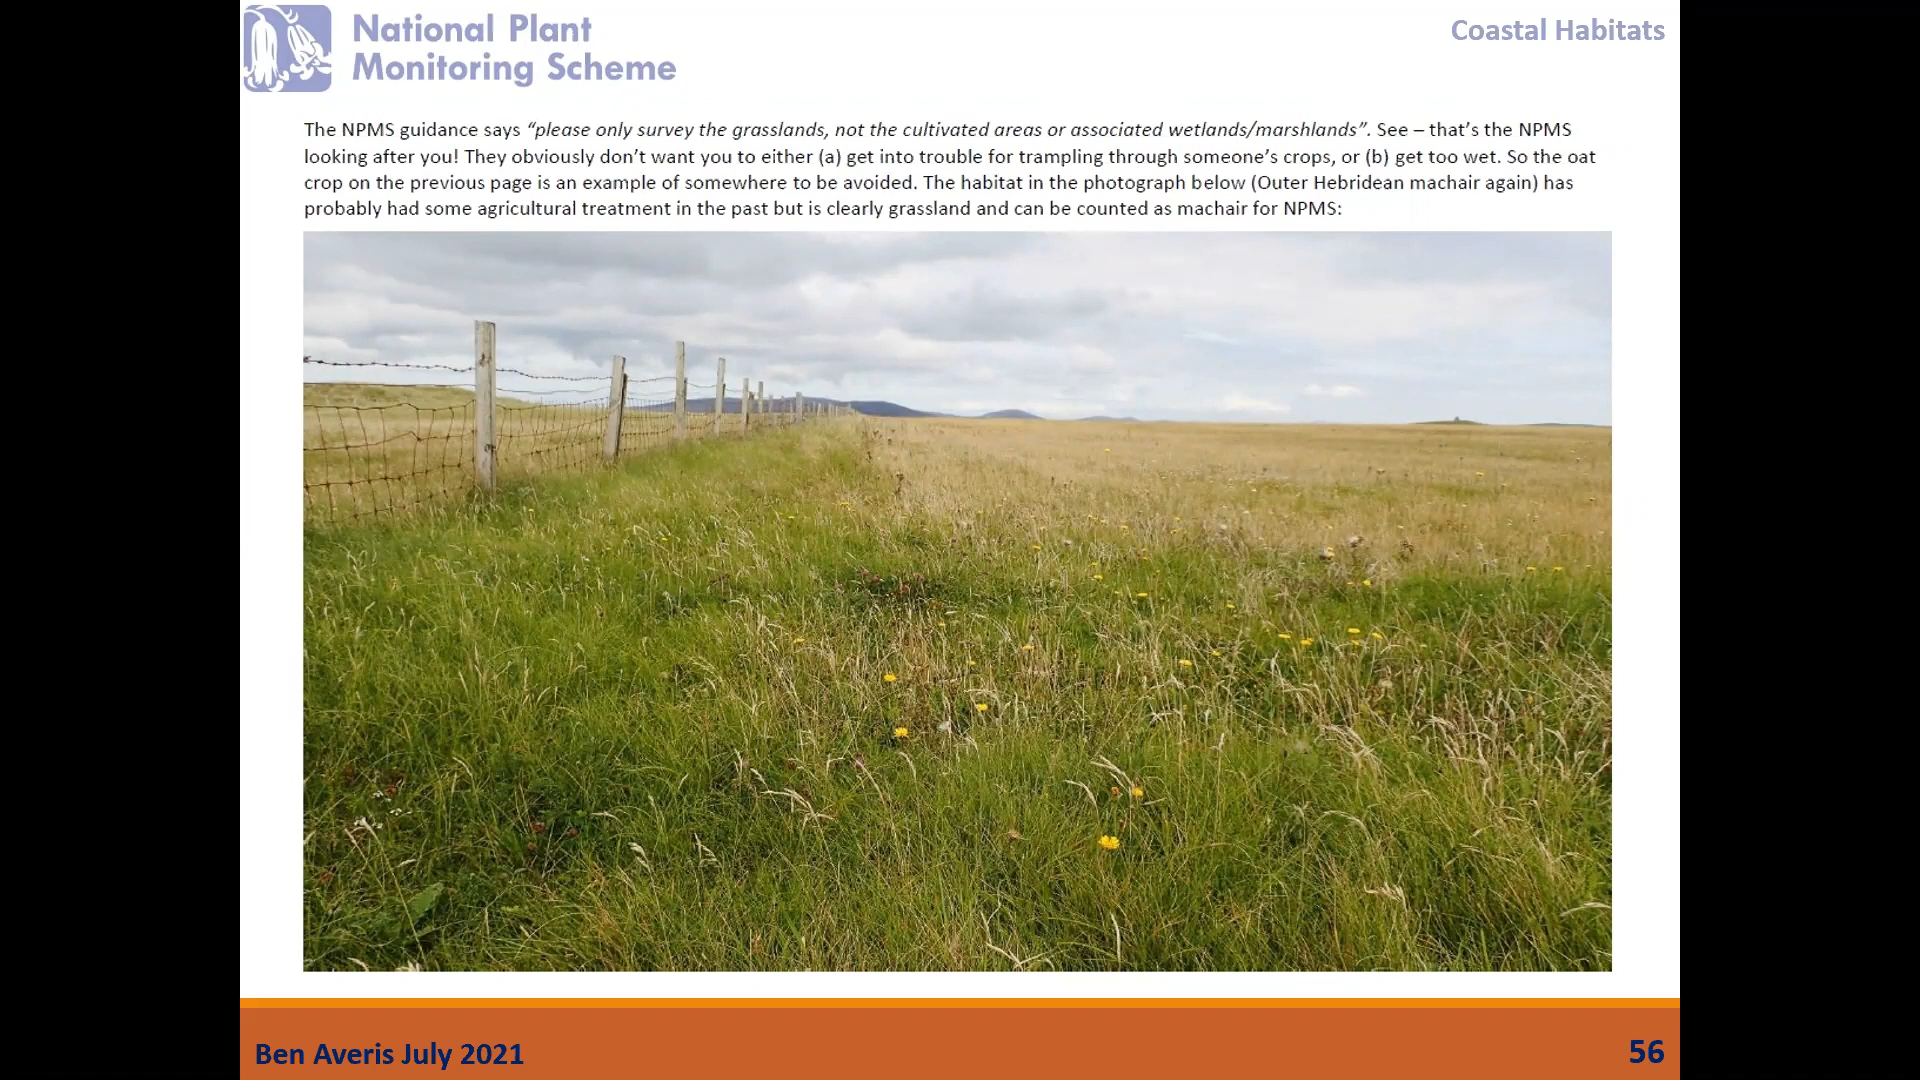 National Plant
Monitoring Scheme
Coastal Habitats
The NPMS guidance says “please only survey the grasslands, not the cultivated areas or associated wetlands/marshlands”. See – that’s the NPMS
looking after you! They obviously don’t want you to either (a) get into trouble for trampling through someone’s crops, or (b) get too wet. So the oat
crop on the previous page is an example of somewhere to be avoided. The habitat in the photograph below (Outer Hebridean machair again) has
probably had some agricultural treatment in the past but is clearly grassland and can be counted as machair for NPMS:
Ben Averis July 2021
56